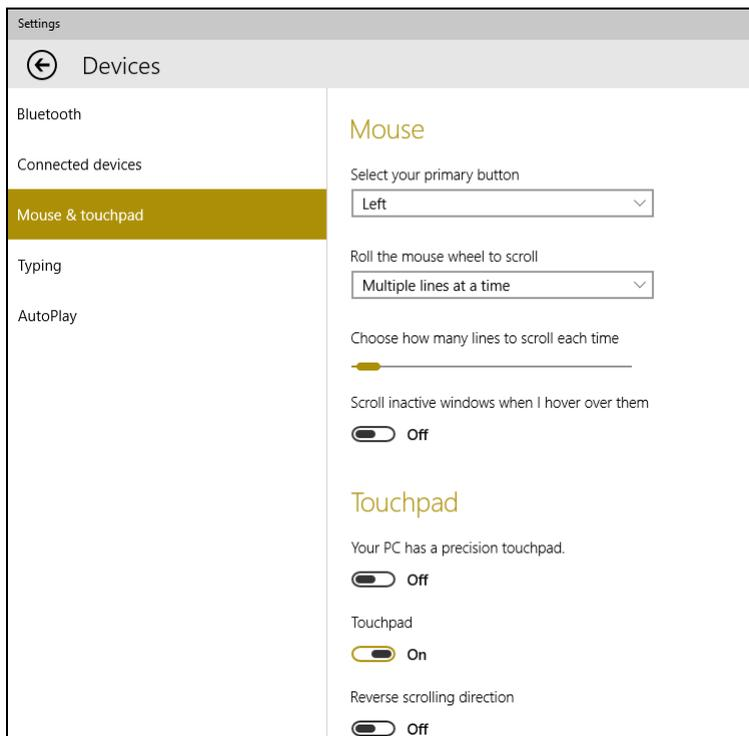 Settings
Devices
Bluetooth
Connected devices
Mouse & touchpad
Typing
AutoPlay
Mouse
Select your primary button
Left
Roll the mouse wheel to scroll
Multiple lines at a time
Choose how many lines to scroll each time
Scroll inactive windows when I hover over them
Off
Touchpad
Your PC has a precision touchpad.
Off
Touchpad
On
Reverse scrolling direction
Off